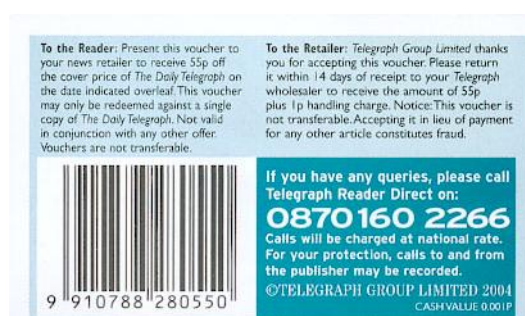 To the Reader: Present this voucher to
your news retailer to receive 55p off
the cover price of The Daily Telegraph on
the date indicated overleaf. This voucher
may only be redeemed against a single
copy of The Daily Telegraph. Not valid
in conjunction with any other offer.
Vouchers are not transferable.
To the Retailer: Telegraph Group Limited thanks
you for accepting this voucher. Please return
it within 14 days of receipt to your Telegraph
wholesaler to receive the amount of 55p
plus 1p handling charge. Notice: This voucher is
not transferable. Accepting it in lieu of payment
for any other article constitutes fraud.
9 910788 280550
If you have any queries, please call
Telegraph Reader Direct on:
0870 160 2266
Calls will be charged at national rate.
For your protection, calls to and from
the publisher may be recorded.
©TELEGRAPH GROUP LIMITED 2004
CASH VALUE 0.001P